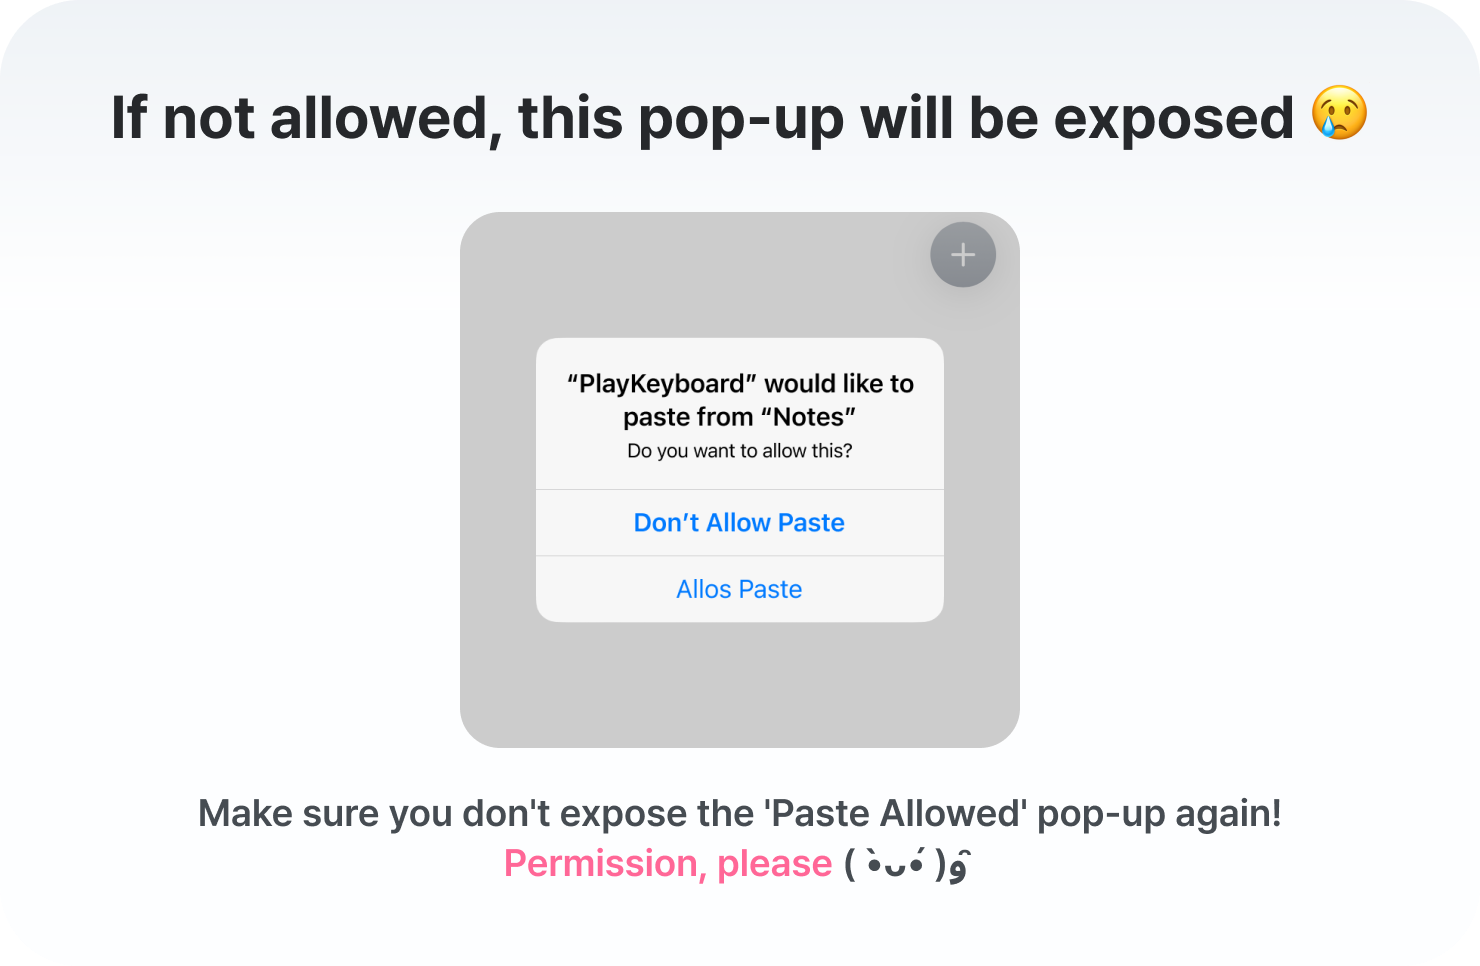 If not allowed, this pop-up will be exposed 😢
“PlayKeyboard” would like to
paste from “Notes”
Do you want to allow this?
Don’t Allow Paste
Allos Paste
Make sure you don't expose the 'Paste Allowed' pop-up again!
Permission, please ( •̀ᴗ•́ )و ̑̑